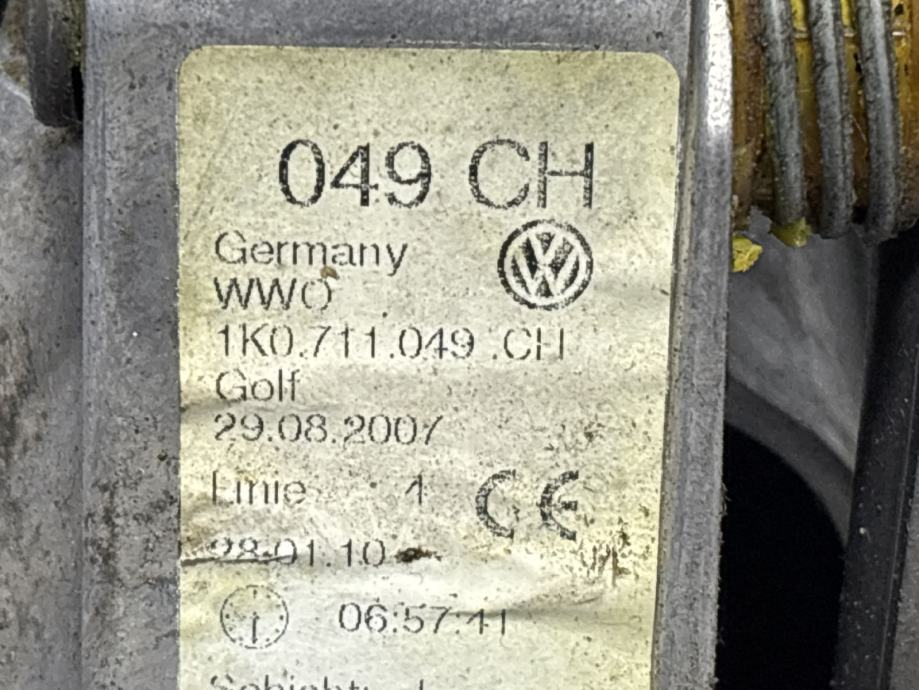 049 CH
Germany
WWO
1K0.711.049 .CH
Golf
29.08.2007
Linie : 1
28.01.10
06:57:41